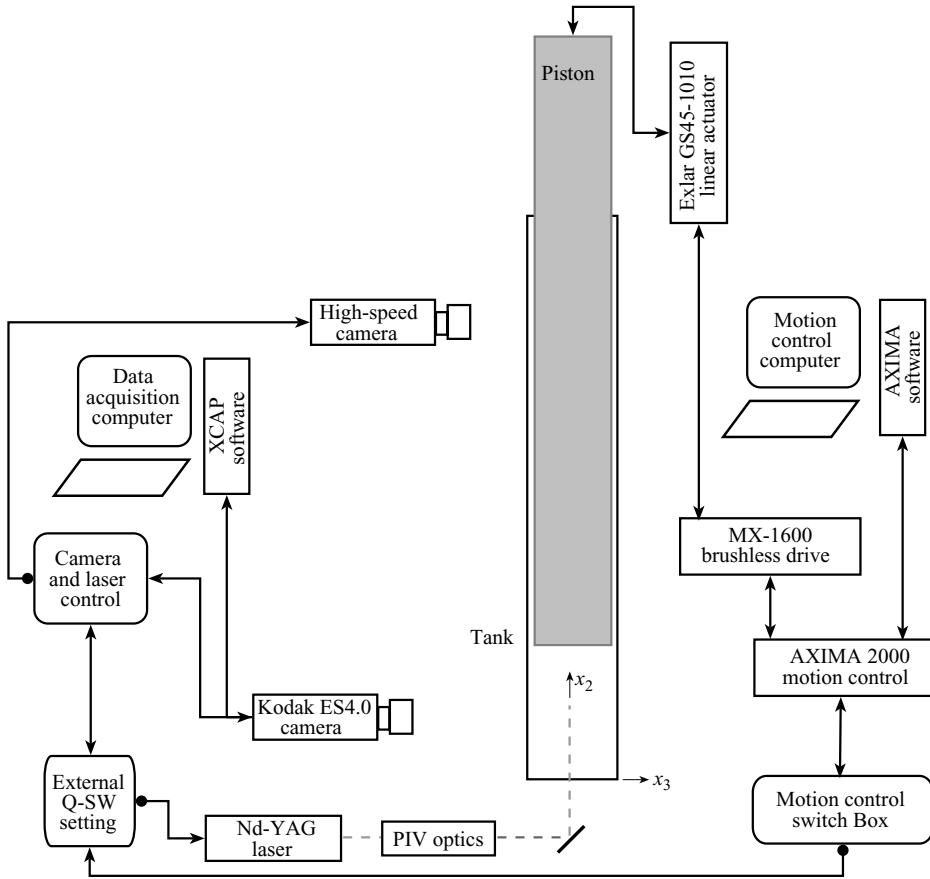 Piston
Exlar GS45-1010
linear actuator
High-speed
camera
Motion
control
computer
AXIMA
software
Data
acquisition
computer
XCAP
software
MX-1600
brushless drive
Camera
and laser
control
Tank
AXIMA 2000
motion control
x2
Kodak ES4.0
camera
x3
External
Q-SW
setting
Motion control
switch Box
Nd-YAG
laser
PIV optics